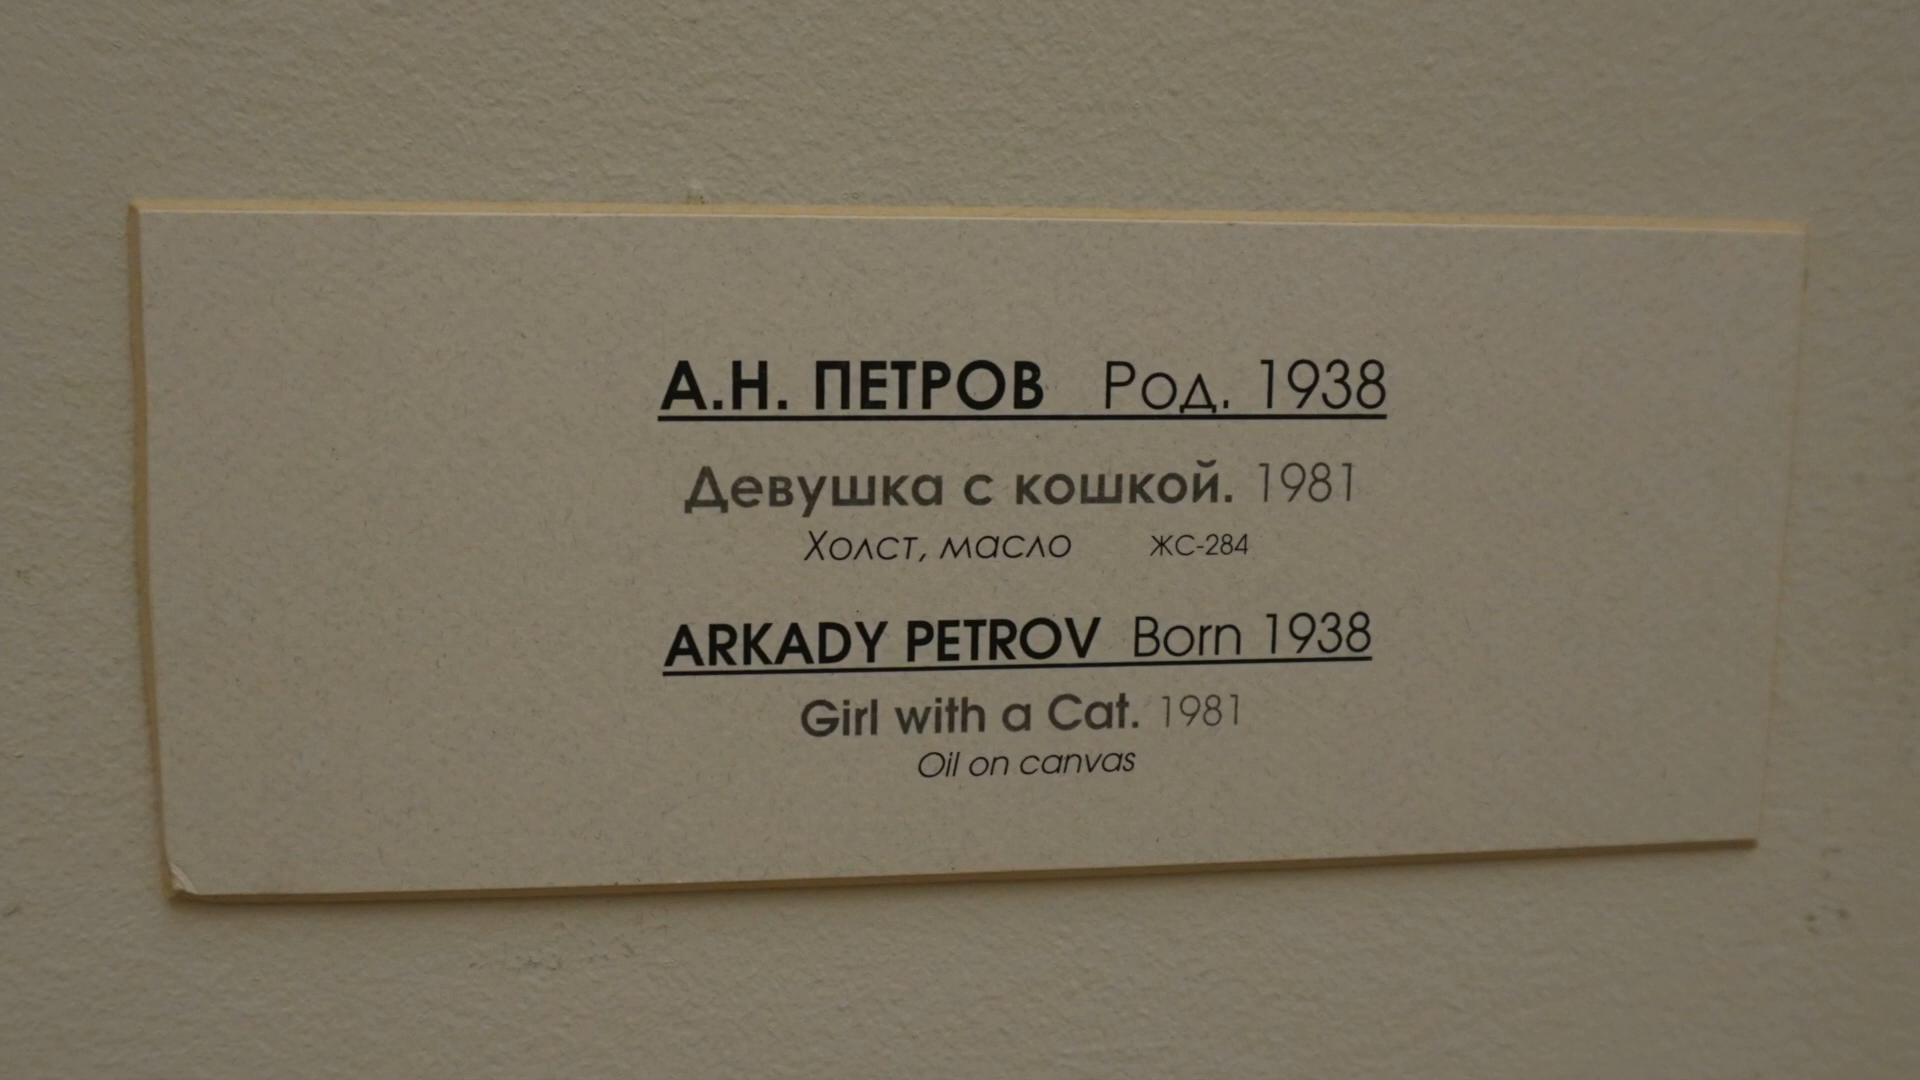 А.Н. ПЕТРОВ Род. 1938
Девушка с кошкой. 1981
Холст, масло ЖС-284
ARKADY PETROV Born 1938
Girl with a Cat. 1981
Oil on canvas